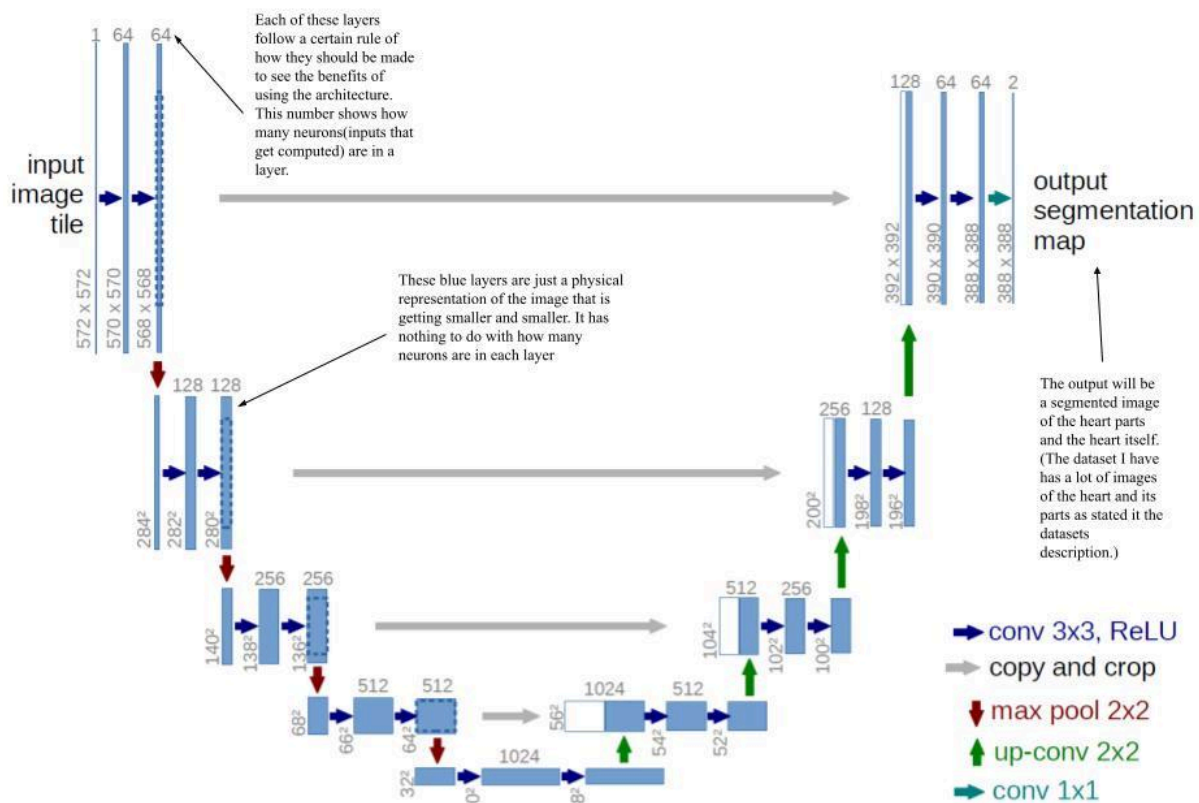 1 64 64
Each of these layers
follow a certain rule of
how they should be made
to see the benefits of
using the architecture.
This number shows how
many neurons(inputs that
get computed) are in a
layer.
input
image
tile
572 x 572
570 x 570
568 x 568
128 64 64 2
392 x 392
390 x 390
388 x 388
388 x 388
output
segmentation
map
These blue layers are just a physical
representation of the image that is
getting smaller and smaller. It has
nothing to do with how many
neurons are in each layer
128 128
284²
282²
280²
256 128
200²
198²
196²
The output will be
a segmented image
of the heart parts
and the heart itself.
(The dataset I have
has a lot of images
of the heart and its
parts as stated it the
datasets
description.)
256 256
140²
138²
136²
512 256
104²
102²
100²
512 512
68²
66²
64²
1024 512
56²
54²
52²
1024
32²
0²
8²
conv 3x3, ReLU
copy and crop
max pool 2x2
up-conv 2x2
conv 1x1